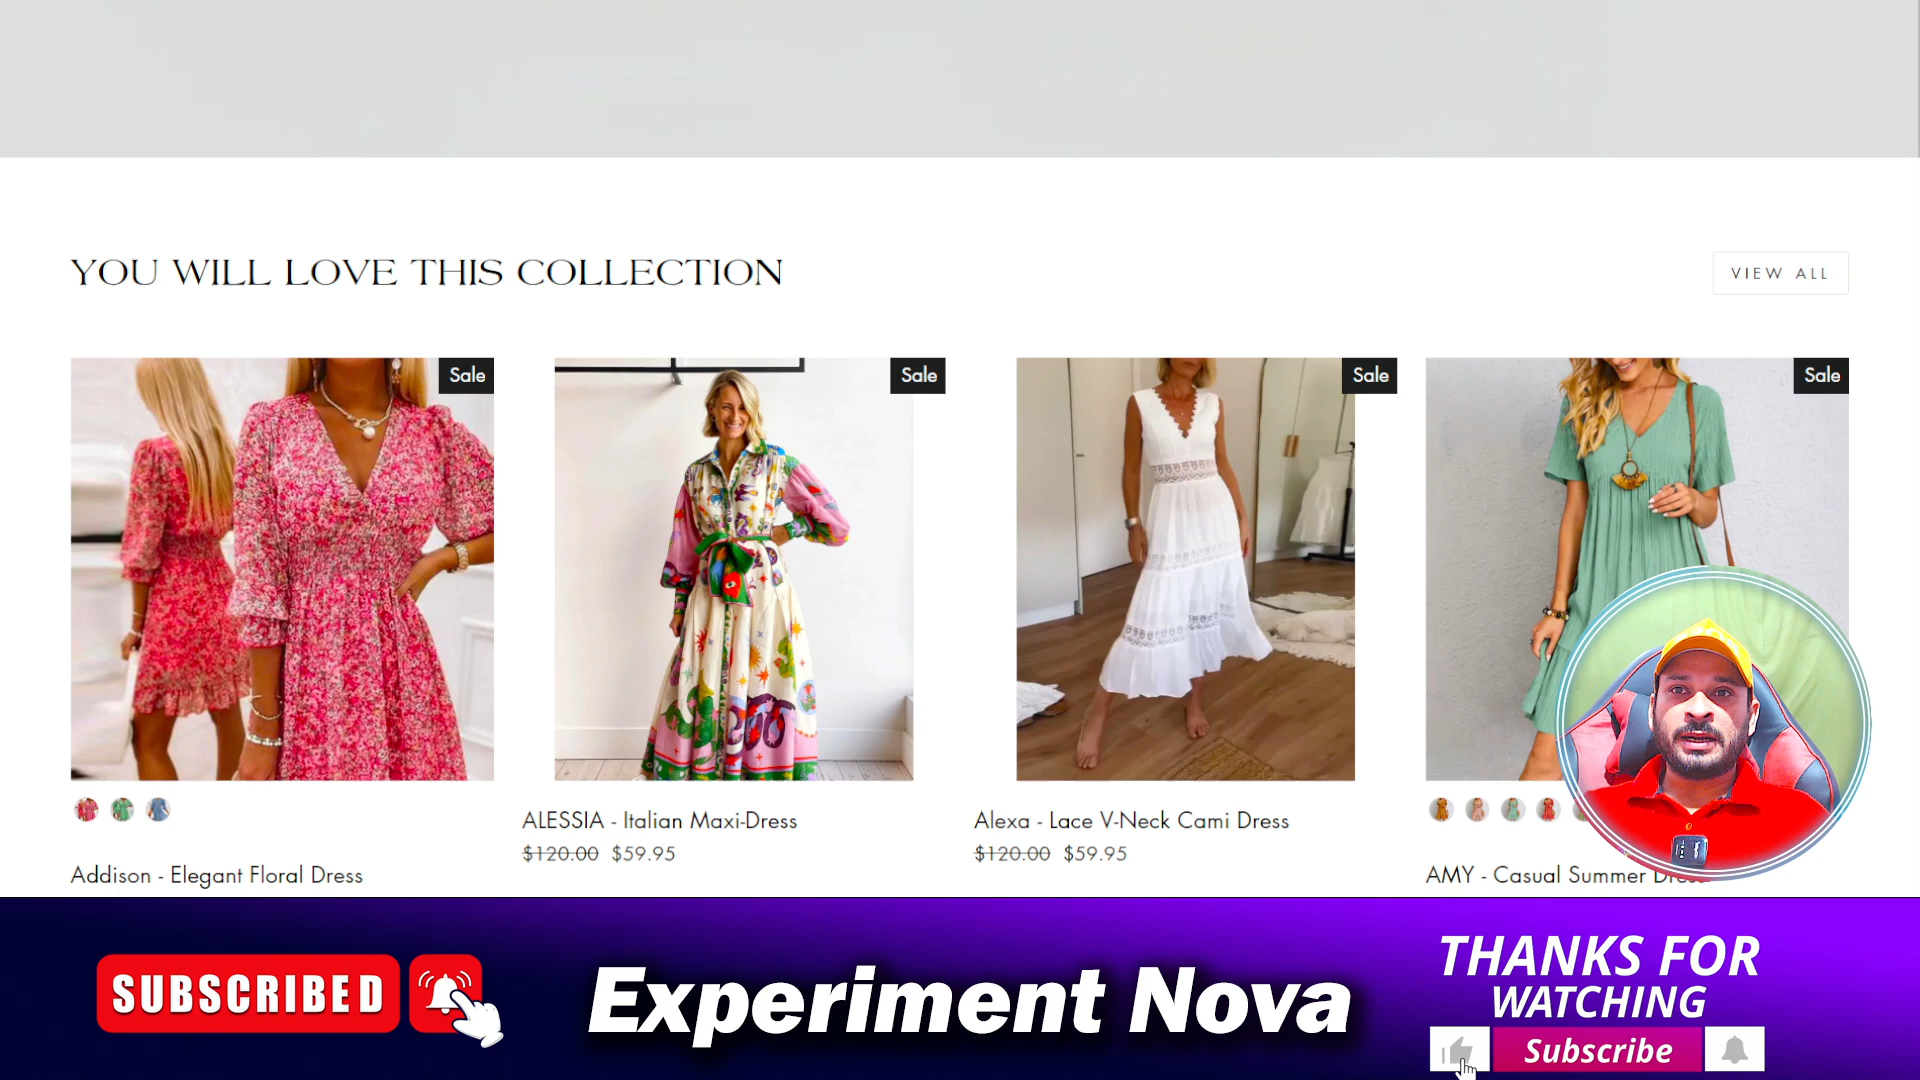 YOU WILL LOVE THIS COLLECTION
VIEW ALL
Sale
Sale
Sale
Sale
ALESSIA - Italian Maxi-Dress
$120.00 $59.95
Alexa - Lace V-Neck Cami Dress
$120.00 $59.95
Addison - Elegant Floral Dress
AMY - Casual Summer Dress
SUBSCRIBED
Experiment Nova
THANKS FOR
WATCHING
Subscribe